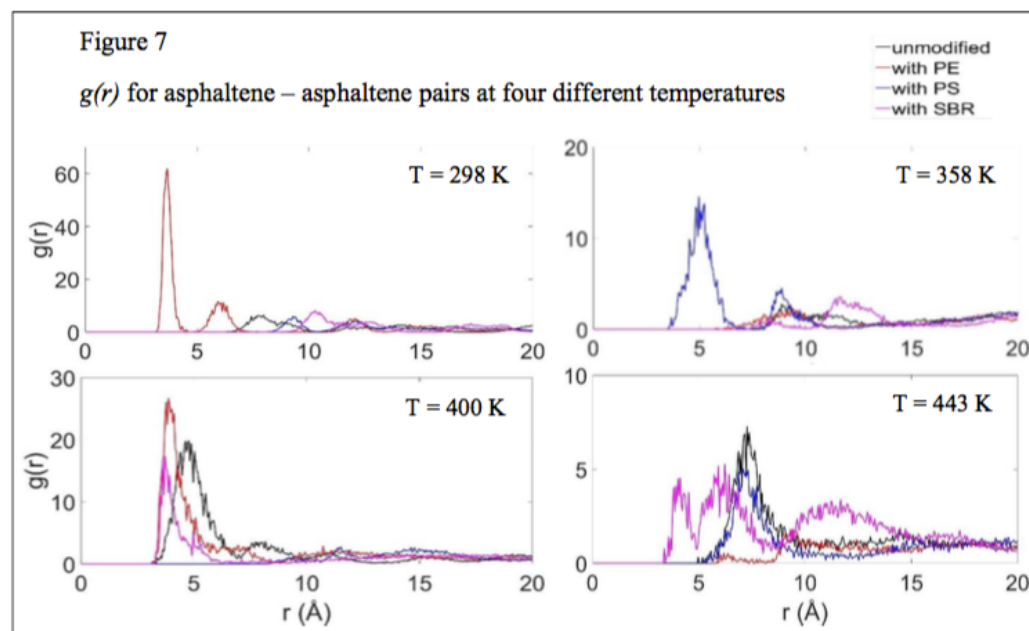 Figure 7
g(r) for asphaltene – asphaltene pairs at four different temperatures
unmodified
with PE
with PS
with SBR
T = 298 K
g(r)
60
40
20
0
0 5 10 15 20
T = 358 K
20
10
0
0 5 10 15 20
T = 400 K
g(r)
30
20
10
0
0 5 10 15 20
r (Å)
T = 443 K
10
5
0
0 5 10 15 20
r (Å)